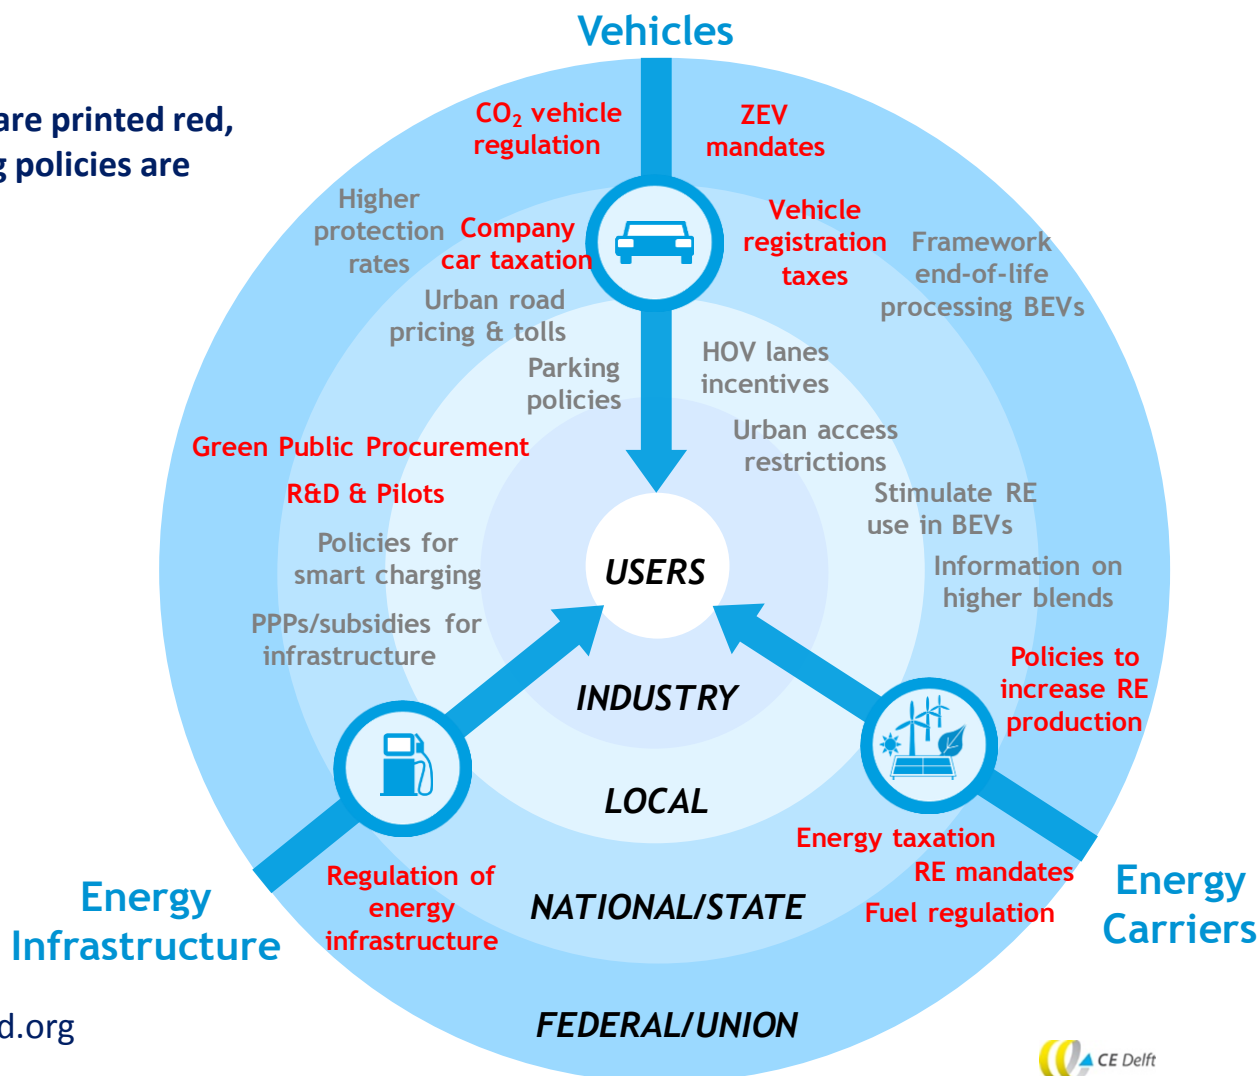 Vehicles
are printed red,
g policies are
CO₂ vehicle
regulation
ZEV
mandates
Higher
protection
rates
Company
car taxation
Vehicle
registration
taxes
Framework
end-of-life
processing BEVs
Urban road
pricing & tolls
Parking
policies
HOV lanes
incentives
Urban access
restrictions
Green Public Procurement
R&D & Pilots
Policies for
smart charging
PPPs/subsidies for
infrastructure
Stimulate RE
use in BEVs
Information on
higher blends
Policies to
increase RE
production
USERS
INDUSTRY
LOCAL
NATIONAL/STATE
FEDERAL/UNION
Energy taxation
RE mandates
Fuel regulation
Regulation of
energy
infrastructure
Energy
Infrastructure
Energy
Carriers
d.org
CE Delft